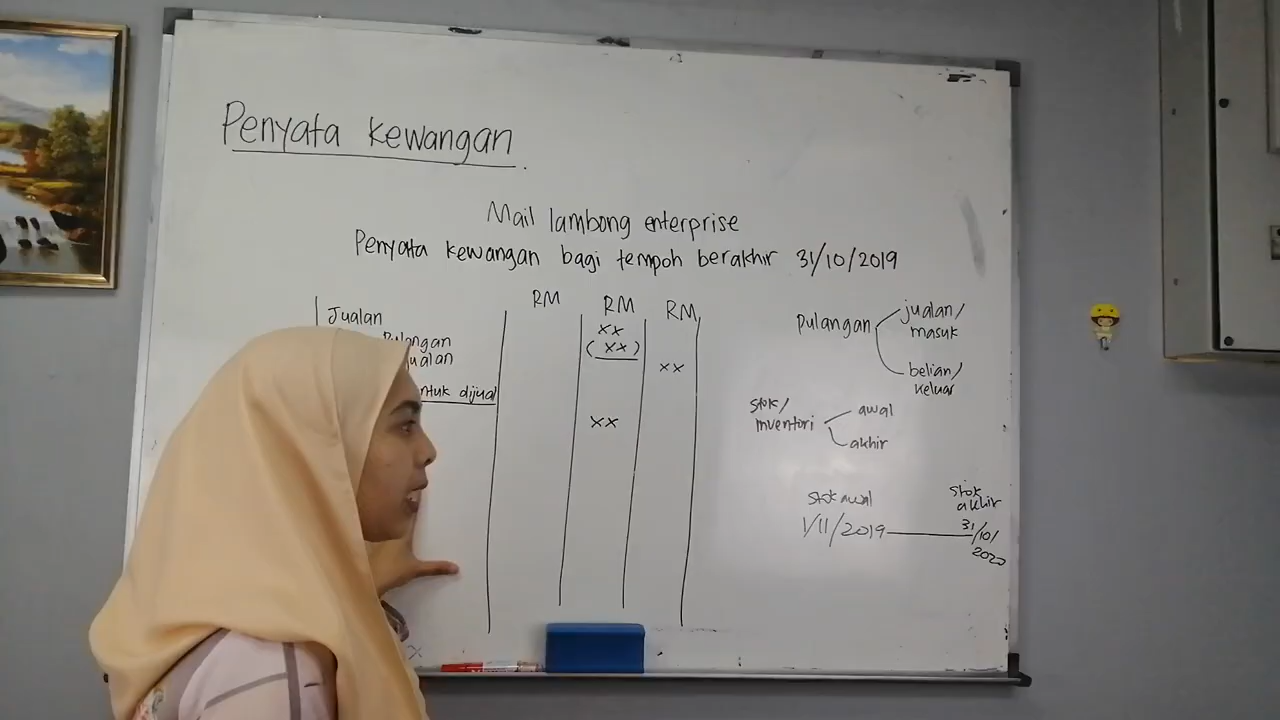 Penyata kewangan.
Mail lambong enterprise
Penyata kewangan bagi tempoh berakhir 31/10/2019
RM RM RM
Jualan
xx
Pulangan
jualan
(xx)
xx
dijual
xx
pulangan
jualan/
masuk
belian/
keluar
stok/
inventori
awal
akhir
stok awal
1/11/2019
stok
akhir
31/10/
2020